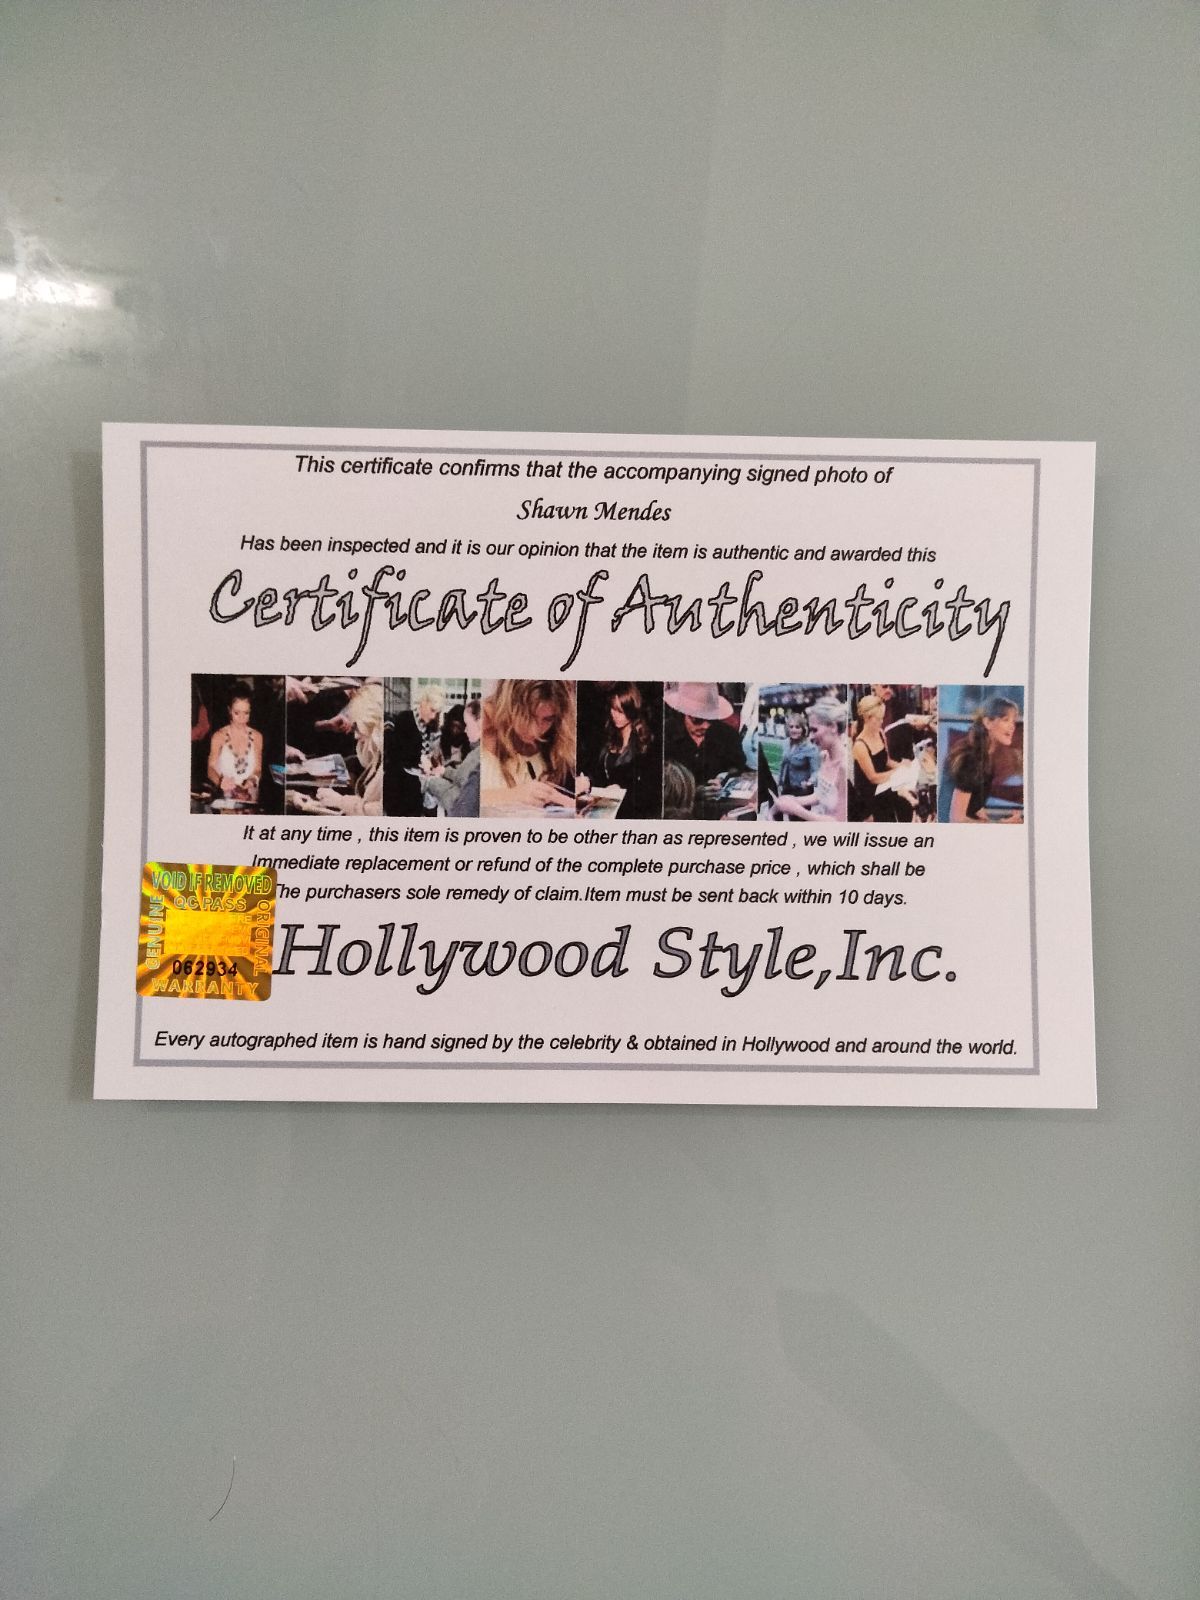 This certificate confirms that the accompanying signed photo of
Shawn Mendes
Has been inspected and it is our opinion that the item is authentic and awarded this
Certificate of Authenticity
It at any time , this item is proven to be other than as represented , we will issue an
Immediate replacement or refund of the complete purchase price , which shall be
The purchasers sole remedy of claim.Item must be sent back within 10 days.
VOID IF REMOVED
QC PASS
GENUINE
ORIGINAL
062934
WARRANTY
Hollywood Style,Inc.
Every autographed item is hand signed by the celebrity & obtained in Hollywood and around the world.